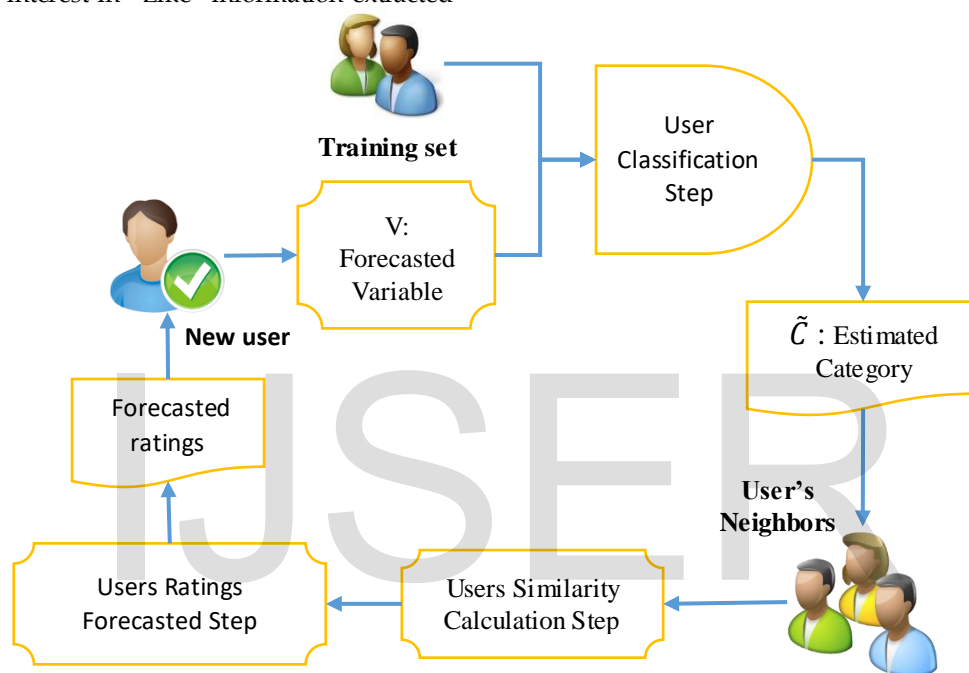 interest in "Like" information extracted
Training set
User
Classification
Step
V:
Forecasted
Variable
New user
C̃ : Estimated
Category
Forecasted
ratings
User's
Neighbors
Users Ratings
Forecasted Step
Users Similarity
Calculation Step
IJSER